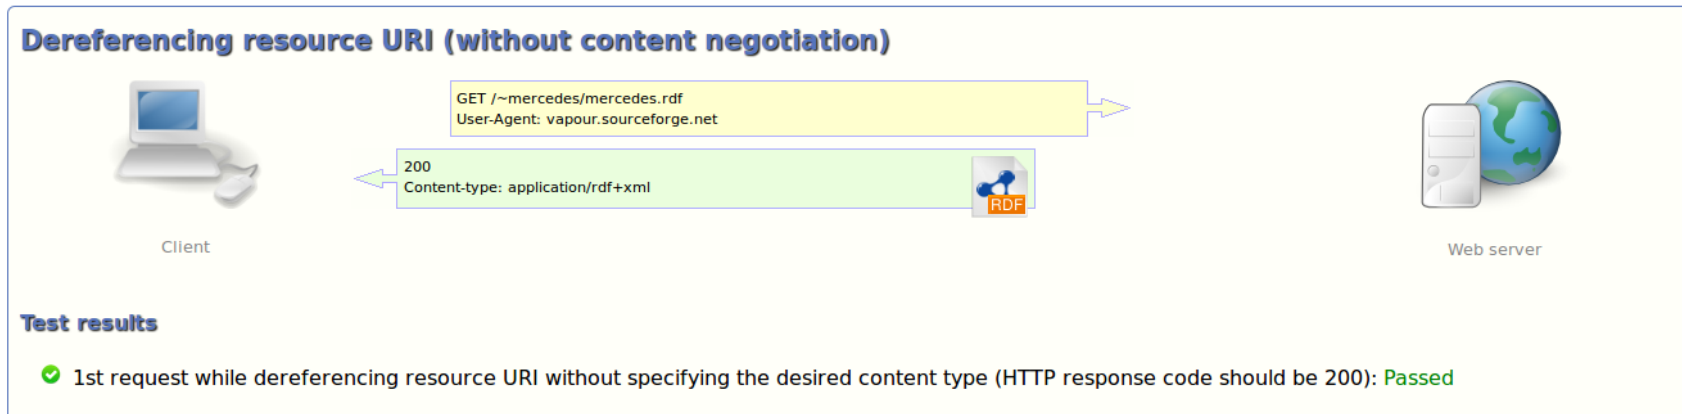 Dereferencing resource URI (without content negotiation)
GET /~mercedes/mercedes.rdf
User-Agent: vapour.sourceforge.net
200
Content-type: application/rdf+xml
RDF
Client
Web server
Test results
1st request while dereferencing resource URI without specifying the desired content type (HTTP response code should be 200): Passed